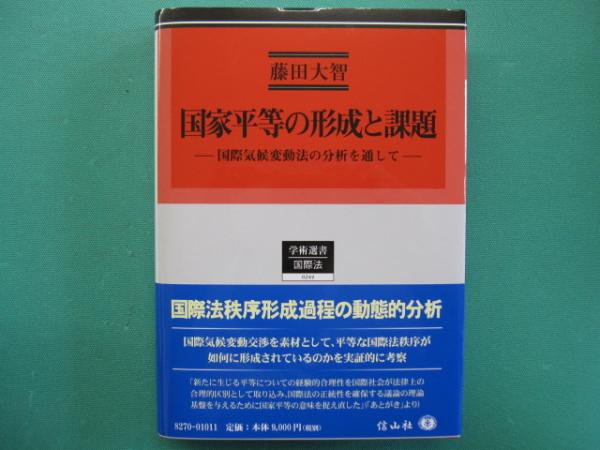 藤田大智
国家平等の形成と課題
―国際気候変動法の分析を通して―
学術選書
国際法
国際法秩序形成過程の動態的分析
国際気候変動交渉を素材として、平等な国際法秩序が
如何に形成されているのかを実証的に考察
「新たに生じる平等についての経験的合理性を国際社会が法律上の
合理的区別として取り込み、国際法の正統性を確保する議論の理論
基盤を与えるために国家平等の意味を捉え直した」(「あとがき」より)
8270-01011 定価:本体9,000円(税別) 信山社